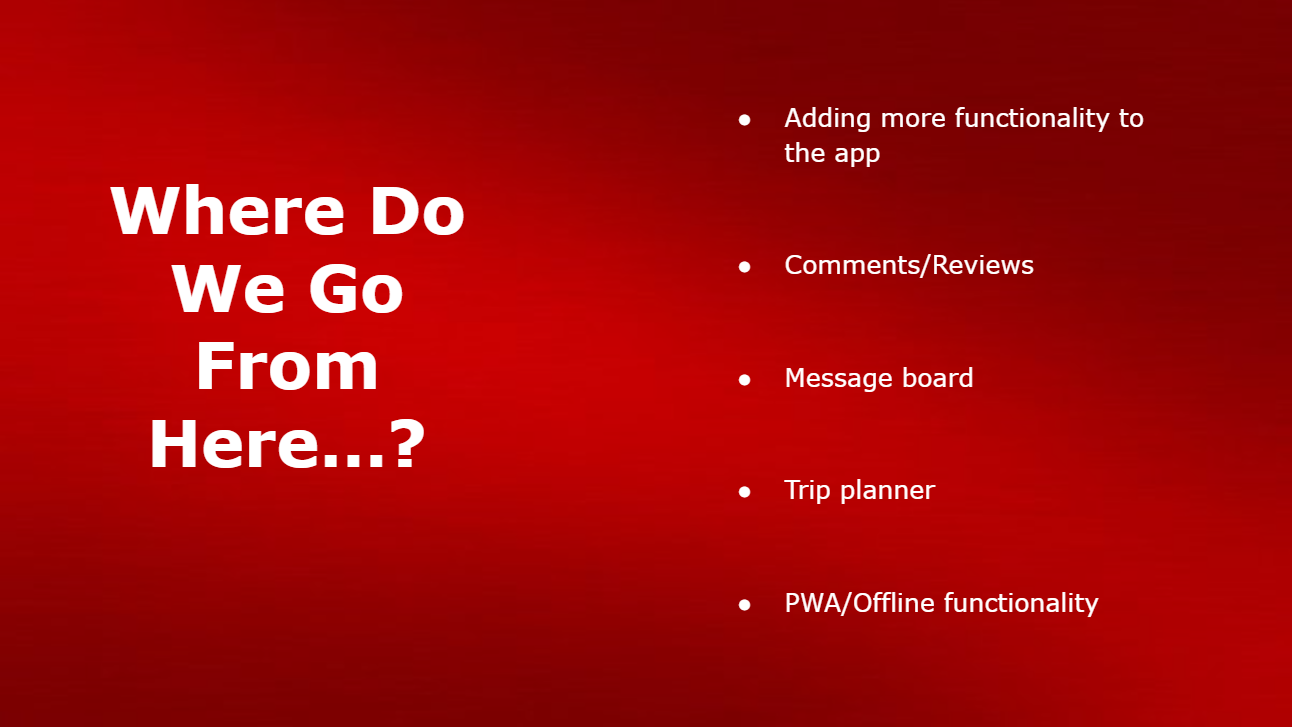 Where Do
We Go
From
Here...?
● Adding more functionality to
the app
● Comments/Reviews
● Message board
● Trip planner
● PWA/Offline functionality